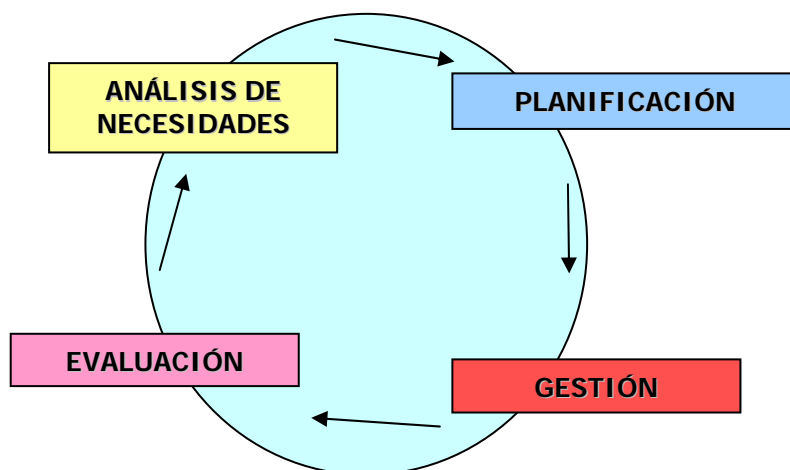 ANÁLISIS DE
NECESIDADES
PLANIFICACIÓN
EVALUACIÓN
GESTIÓN